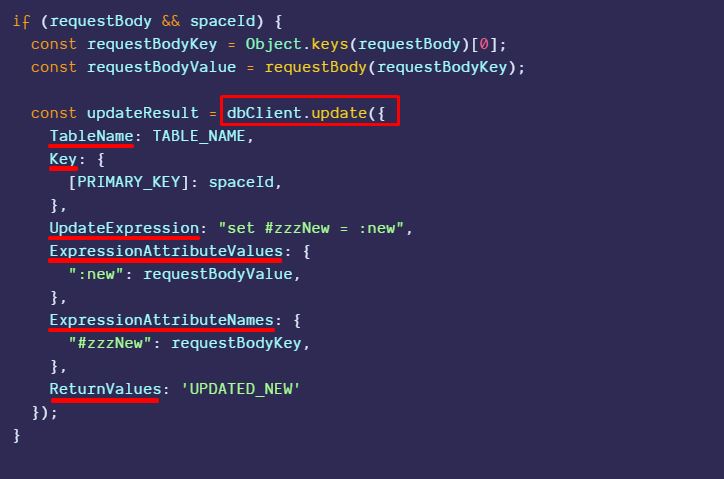 if (requestBody && spaceId) {
const requestBodyKey = Object.keys(requestBody)[0];
const requestBodyValue = requestBody(requestBodyKey);
const updateResult = dbClient.update({
TableName: TABLE_NAME,
Key: {
[PRIMARY_KEY]: spaceId,
},
UpdateExpression: "set #zzzNew = :new",
ExpressionAttributeValues: {
":new": requestBodyValue,
},
ExpressionAttributeNames: {
"#zzzNew": requestBodyKey,
},
ReturnValues: 'UPDATED_NEW'
});
}